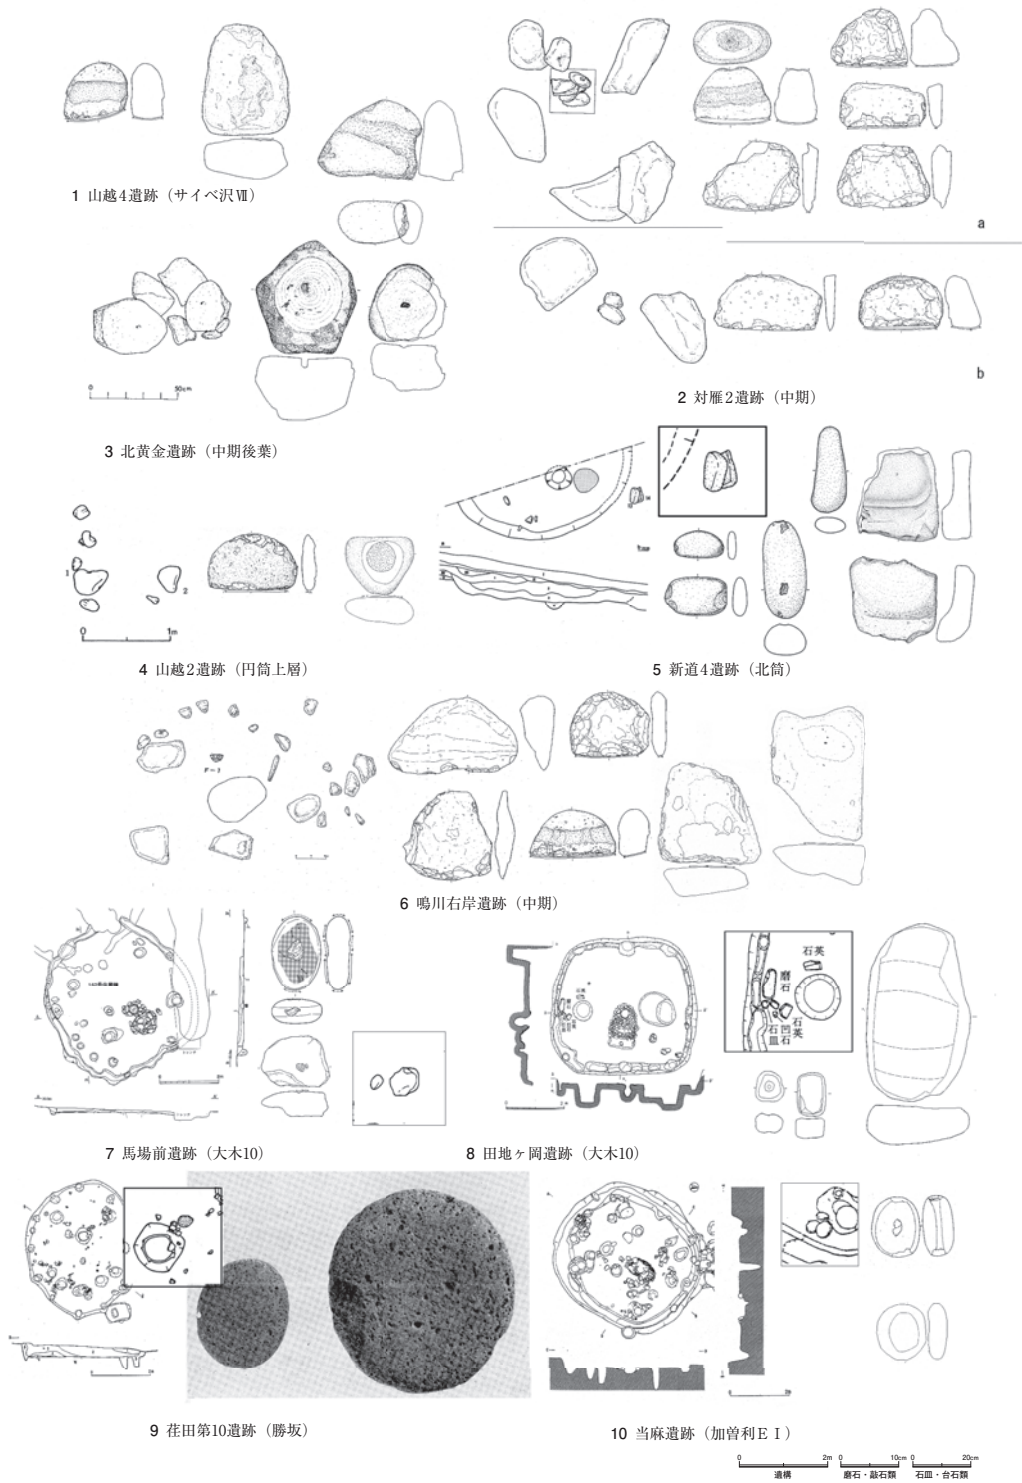 1 山越4遺跡（サイベ沢Ⅶ）
a
b
2 対雁2遺跡（中期）
0 50cm
3 北黄金遺跡（中期後葉）
1
2
0 1m
4 山越2遺跡（円筒上層）
5 新道4遺跡（北筒）
6 鳴川右岸遺跡（中期）
石英
磨石
石皿
凹石
石英
7 馬場前遺跡（大木10）
8 田地ヶ岡遺跡（大木10）
9 荏田第10遺跡（勝坂）
10 当麻遺跡（加曽利ＥⅠ）
0 2m 0 10cm 0 20cm
遺構 磨石・敲石類 石皿・台石類